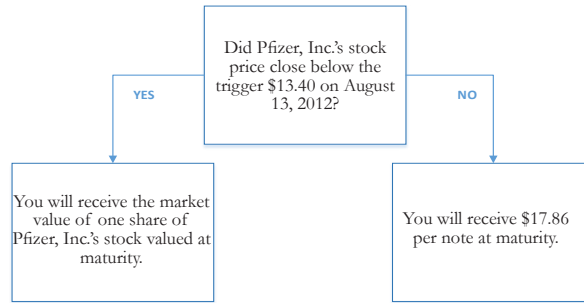 Did Pfizer, Inc.'s stock
price close below the
trigger $13.40 on August
13, 2012?
YES
NO
You will receive the market
value of one share of
Pfizer, Inc.'s stock valued at
maturity.
You will receive $17.86
per note at maturity.